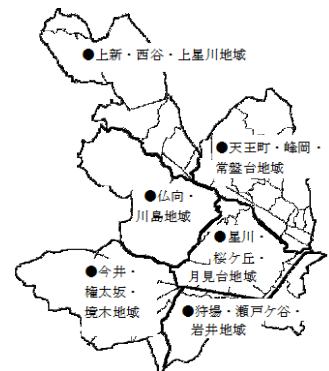 ●上新・西谷・上星川地域
●天王町・峰岡・
常盤台地域
●仏向・
川島地域
●星川・
桜ケ丘・
月見台地域
●今井・
権太坂・
境木地域
●狩場・瀬戸ケ谷・
岩井地域